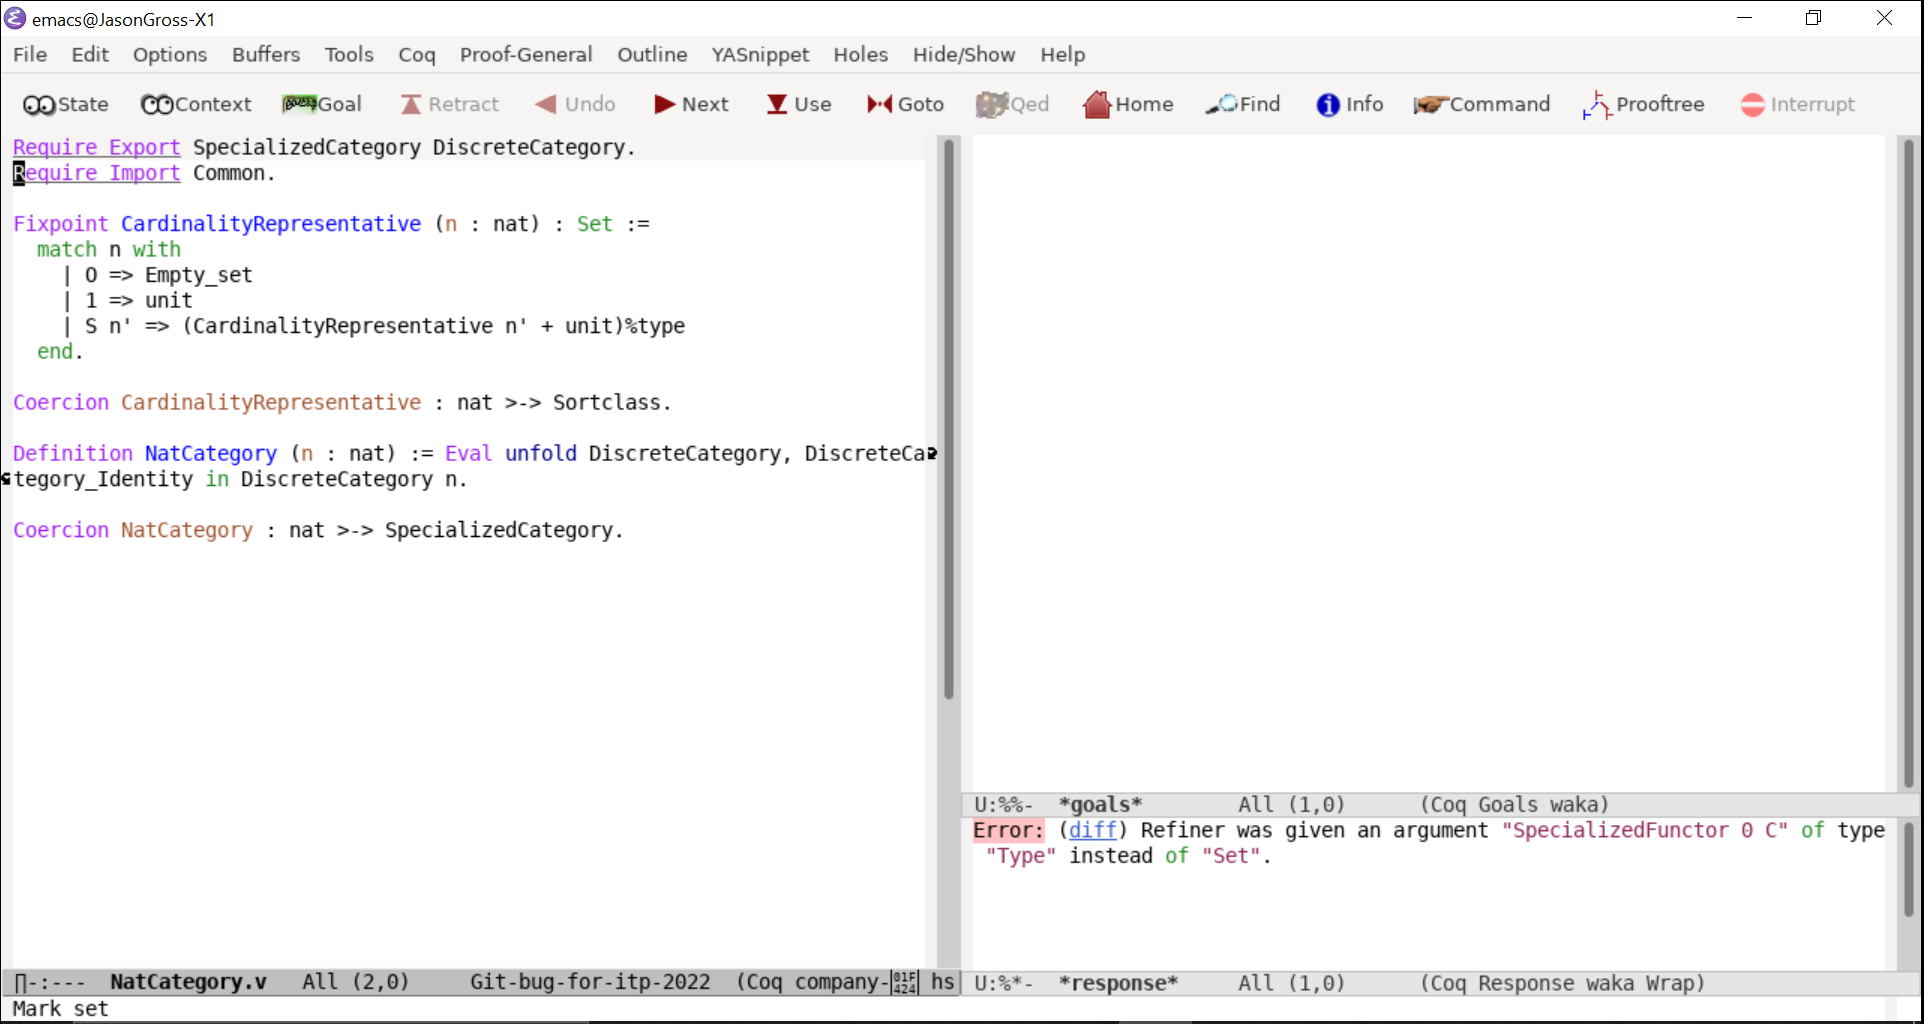 emacs@JasonGross-X1
File Edit Options Buffers Tools Coq Proof-General Outline YASnippet Holes Hide/Show Help
State Context Goal Retract Undo Next Use Goto Qed Home Find Info Command Prooftree Interrupt
Require Export SpecializedCategory DiscreteCategory.
Require Import Common.
Fixpoint CardinalityRepresentative (n : nat) : Set :=
match n with
| O => Empty_set
| 1 => unit
| S n' => (CardinalityRepresentative n' + unit)%type
end.
Coercion CardinalityRepresentative : nat >-> Sortclass.
Definition NatCategory (n : nat) := Eval unfold DiscreteCategory, DiscreteCa
tegory_Identity in DiscreteCategory n.
Coercion NatCategory : nat >-> SpecializedCategory.
∏-:--- NatCategory.v All (2,0) Git-bug-for-itp-2022 (Coq company-01F424 hs
Mark set
U:%%- *goals* All (1,0) (Coq Goals waka)
Error: (diff) Refiner was given an argument "SpecializedFunctor 0 C" of type
"Type" instead of "Set".
U:%*- *response* All (1,0) (Coq Response waka Wrap)